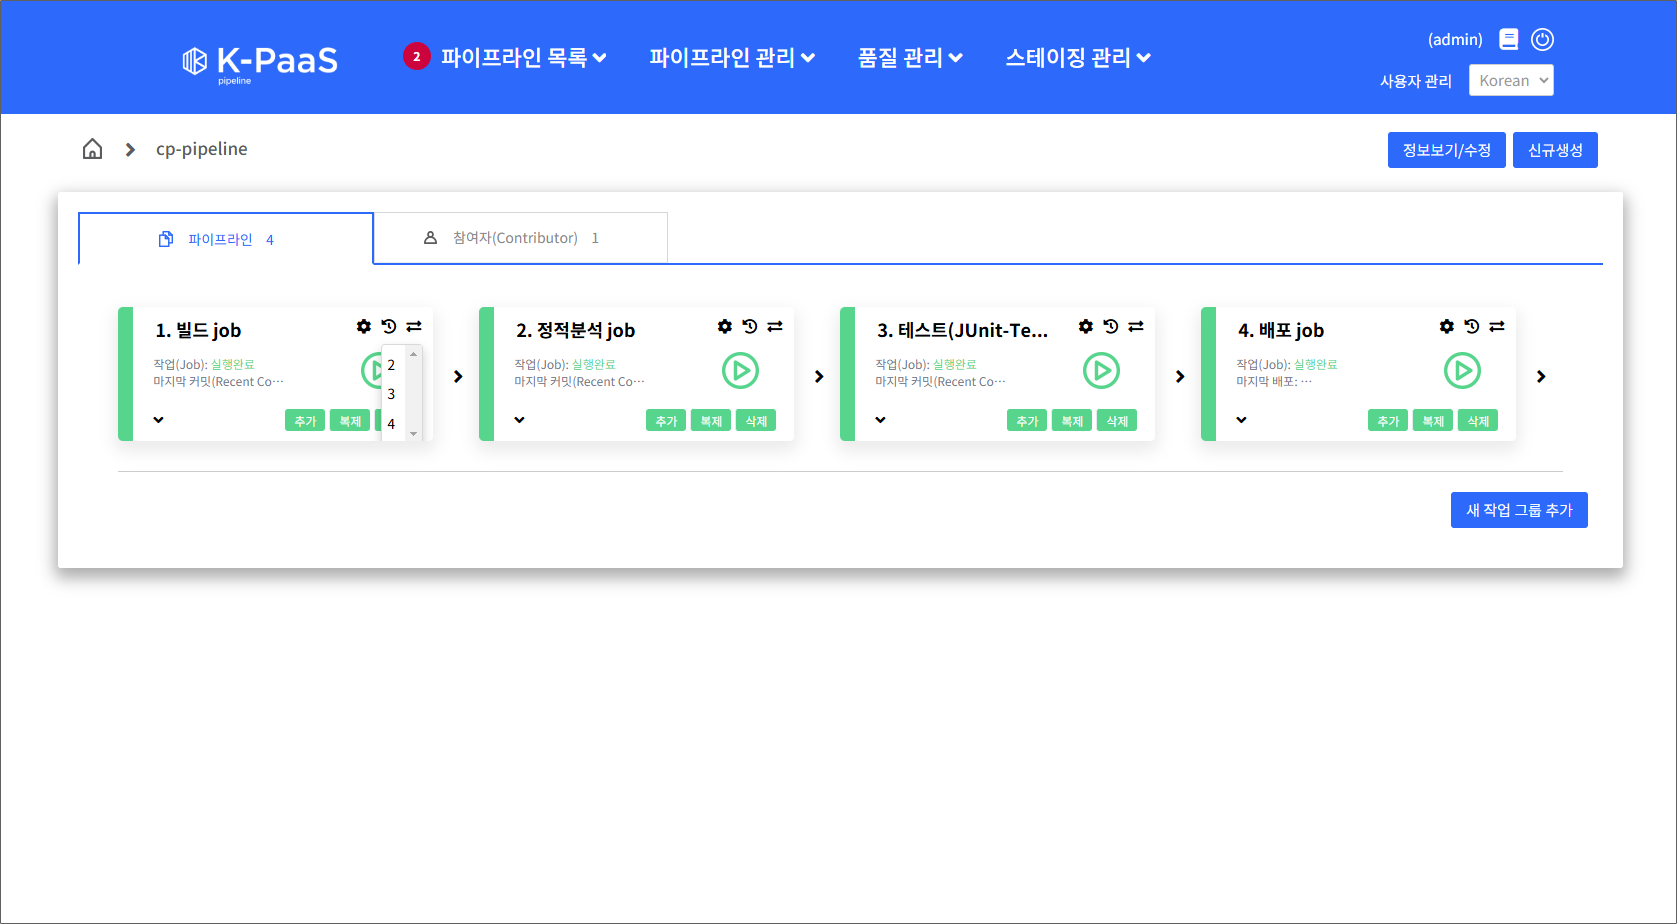 K-PaaS
pipeline
2 파이프라인 목록
파이프라인 관리
품질 관리
스테이징 관리
(admin)
사용자 관리
Korean
cp-pipeline
정보보기/수정
신규생성
파이프라인 4
참여자(Contributor) 1
1. 빌드 job
작업(Job): 실행완료
마지막 커밋(Recent Co···
추가 복제
2
3
4
2. 정적분석 job
작업(Job): 실행완료
마지막 커밋(Recent Co···
추가 복제 삭제
3. 테스트(JUnit-Te...
작업(Job): 실행완료
마지막 커밋(Recent Co···
추가 복제 삭제
4. 배포 job
작업(Job): 실행완료
마지막 배포: ···
추가 복제 삭제
새 작업 그룹 추가